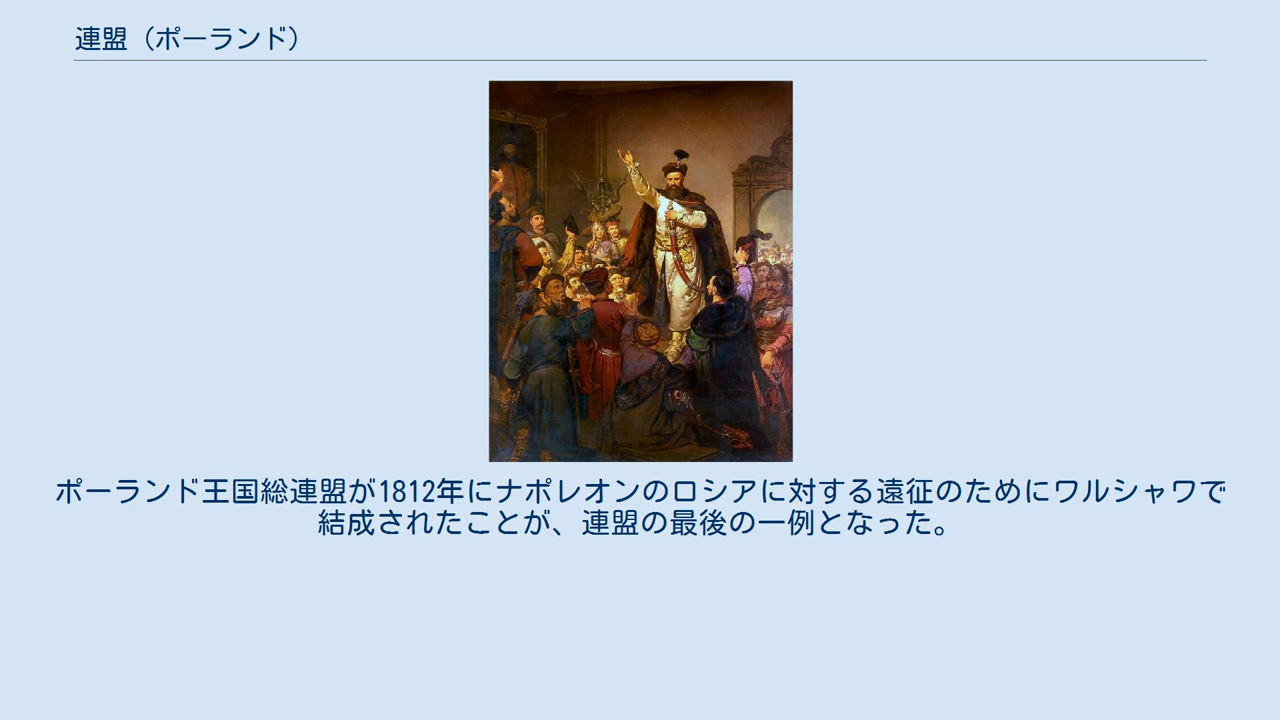 連盟（ポーランド）
ポーランド王国総連盟が1812年にナポレオンのロシアに対する遠征のためにワルシャワで
結成されたことが、連盟の最後の一例となった。